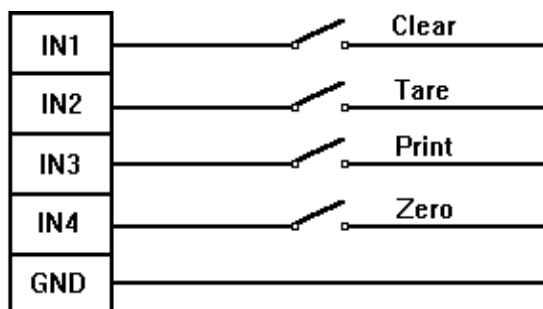 IN1 Clear
IN2 Tare
IN3 Print
IN4 Zero
GND